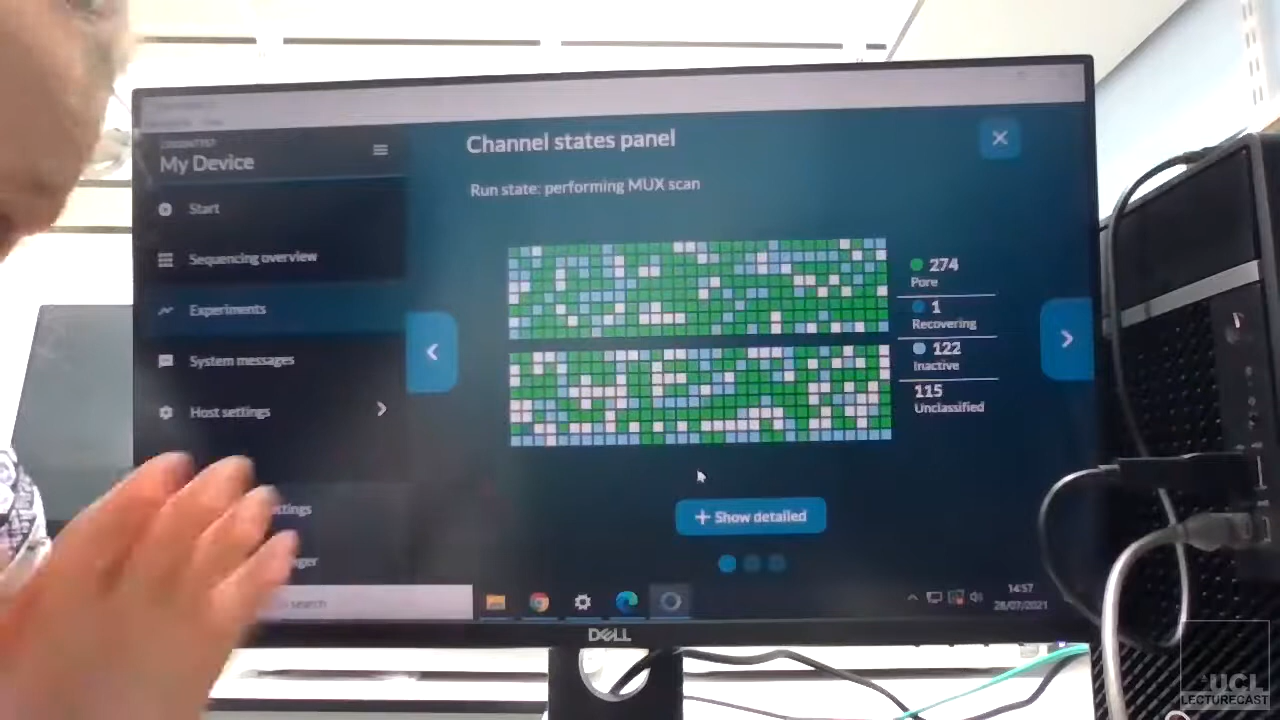 My Device
Start
Sequencing overview
Experiments
System messages
Host settings
Channel states panel
Run state: performing MUX scan
274
Pore
1
Recovering
122
Inactive
115
Unclassified
Show detailed
search
14:57
28/07/2021
DELL
UCL
LECTURECAST